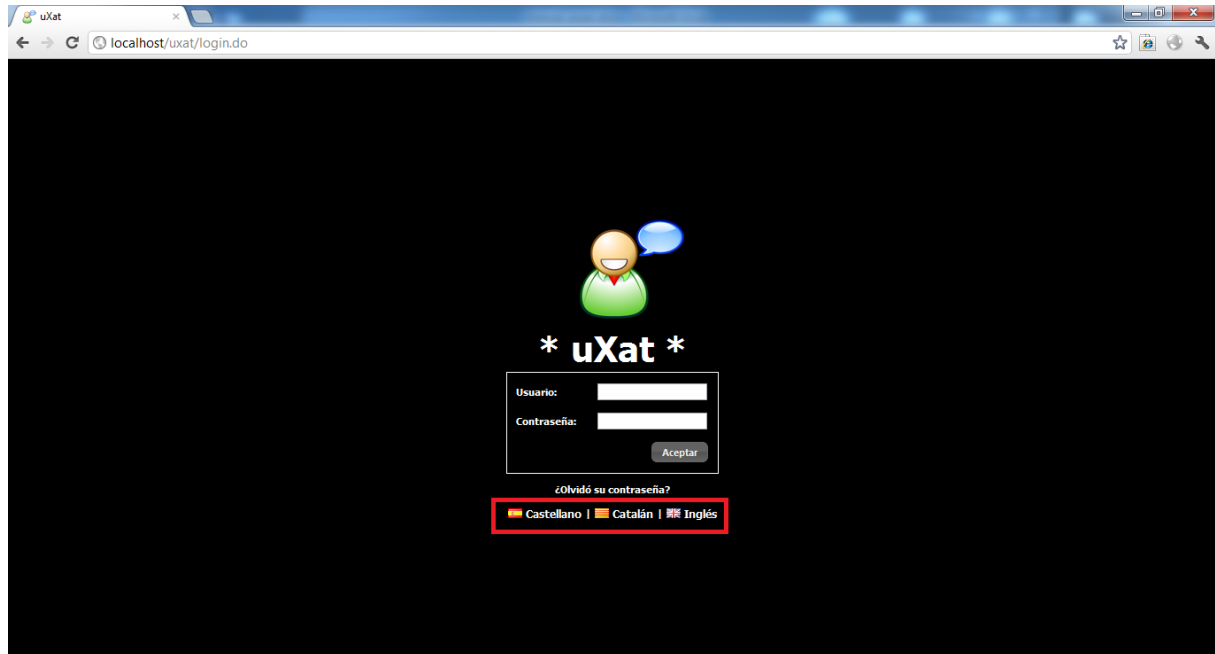 uXat
localhost/uxat/login.do
* uXat *
Usuario:
Contraseña:
Aceptar
¿Olvidó su contraseña?
Castellano | Catalán | Inglés